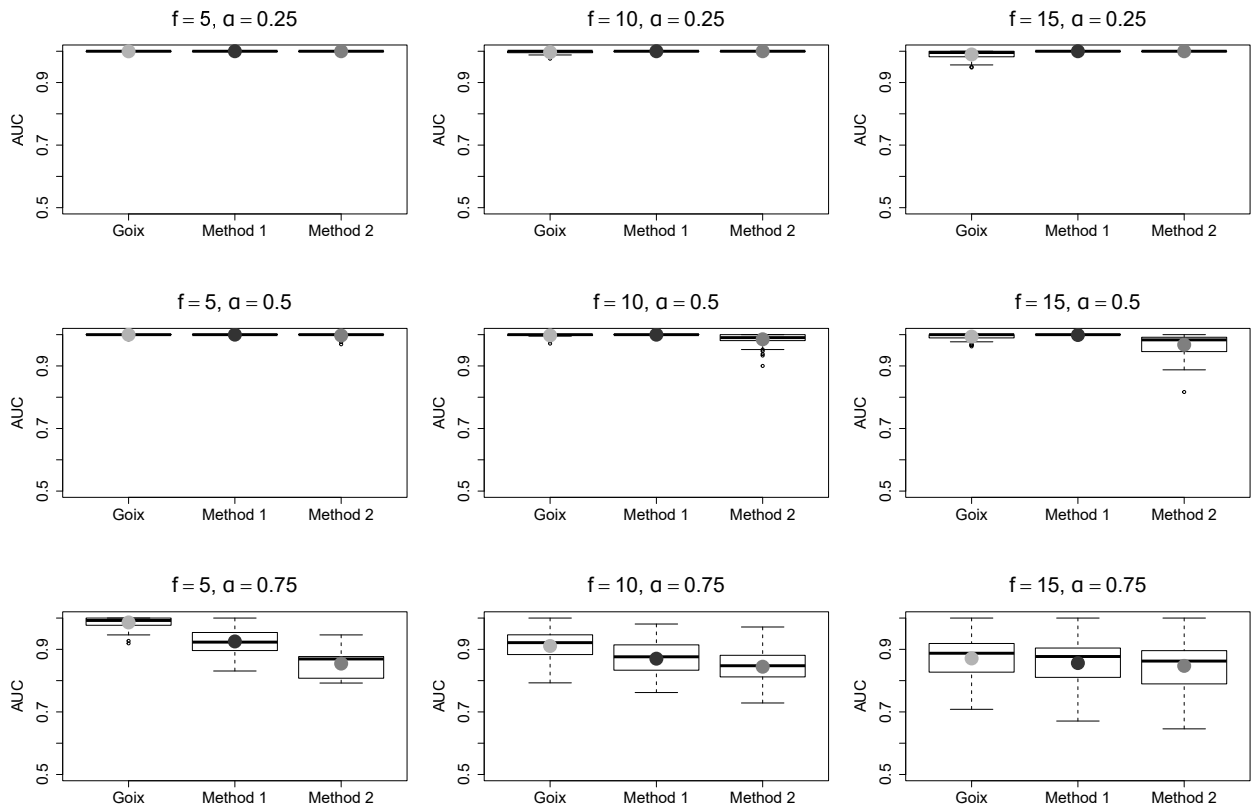 f = 5, α = 0.25
AUC
0.9
0.7
0.5
Goix
Method 1
Method 2
f = 10, α = 0.25
AUC
0.9
0.7
0.5
Goix
Method 1
Method 2
f = 15, α = 0.25
AUC
0.9
0.7
0.5
Goix
Method 1
Method 2
f = 5, α = 0.5
AUC
0.9
0.7
0.5
Goix
Method 1
Method 2
f = 10, α = 0.5
AUC
0.9
0.7
0.5
Goix
Method 1
Method 2
f = 15, α = 0.5
AUC
0.9
0.7
0.5
Goix
Method 1
Method 2
f = 5, α = 0.75
AUC
0.9
0.7
0.5
Goix
Method 1
Method 2
f = 10, α = 0.75
AUC
0.9
0.7
0.5
Goix
Method 1
Method 2
f = 15, α = 0.75
AUC
0.9
0.7
0.5
Goix
Method 1
Method 2